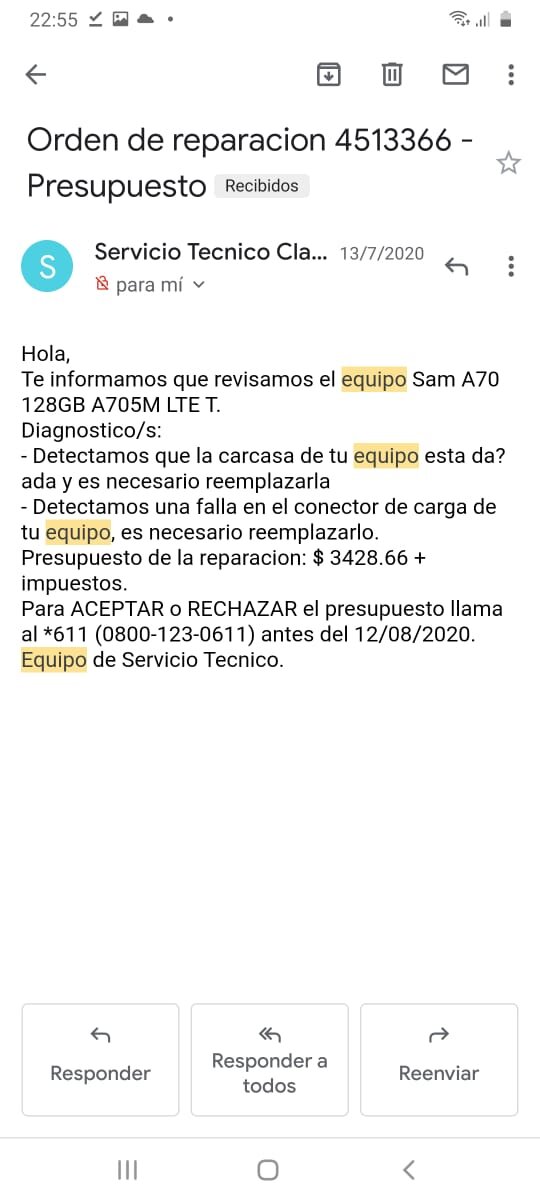 22:55
Orden de reparacion 4513366 -
Presupuesto Recibidos
S
Servicio Tecnico Cla... 13/7/2020
para mí
Hola,
Te informamos que revisamos el equipo Sam A70
128GB A705M LTE T.
Diagnostico/s:
- Detectamos que la carcasa de tu equipo esta da?
ada y es necesario reemplazarla
- Detectamos una falla en el conector de carga de
tu equipo, es necesario reemplazarlo.
Presupuesto de la reparacion: $ 3428.66 +
impuestos.
Para ACEPTAR o RECHAZAR el presupuesto llama
al *611 (0800-123-0611) antes del 12/08/2020.
Equipo de Servicio Tecnico.
Responder
Responder a
todos
Reenviar